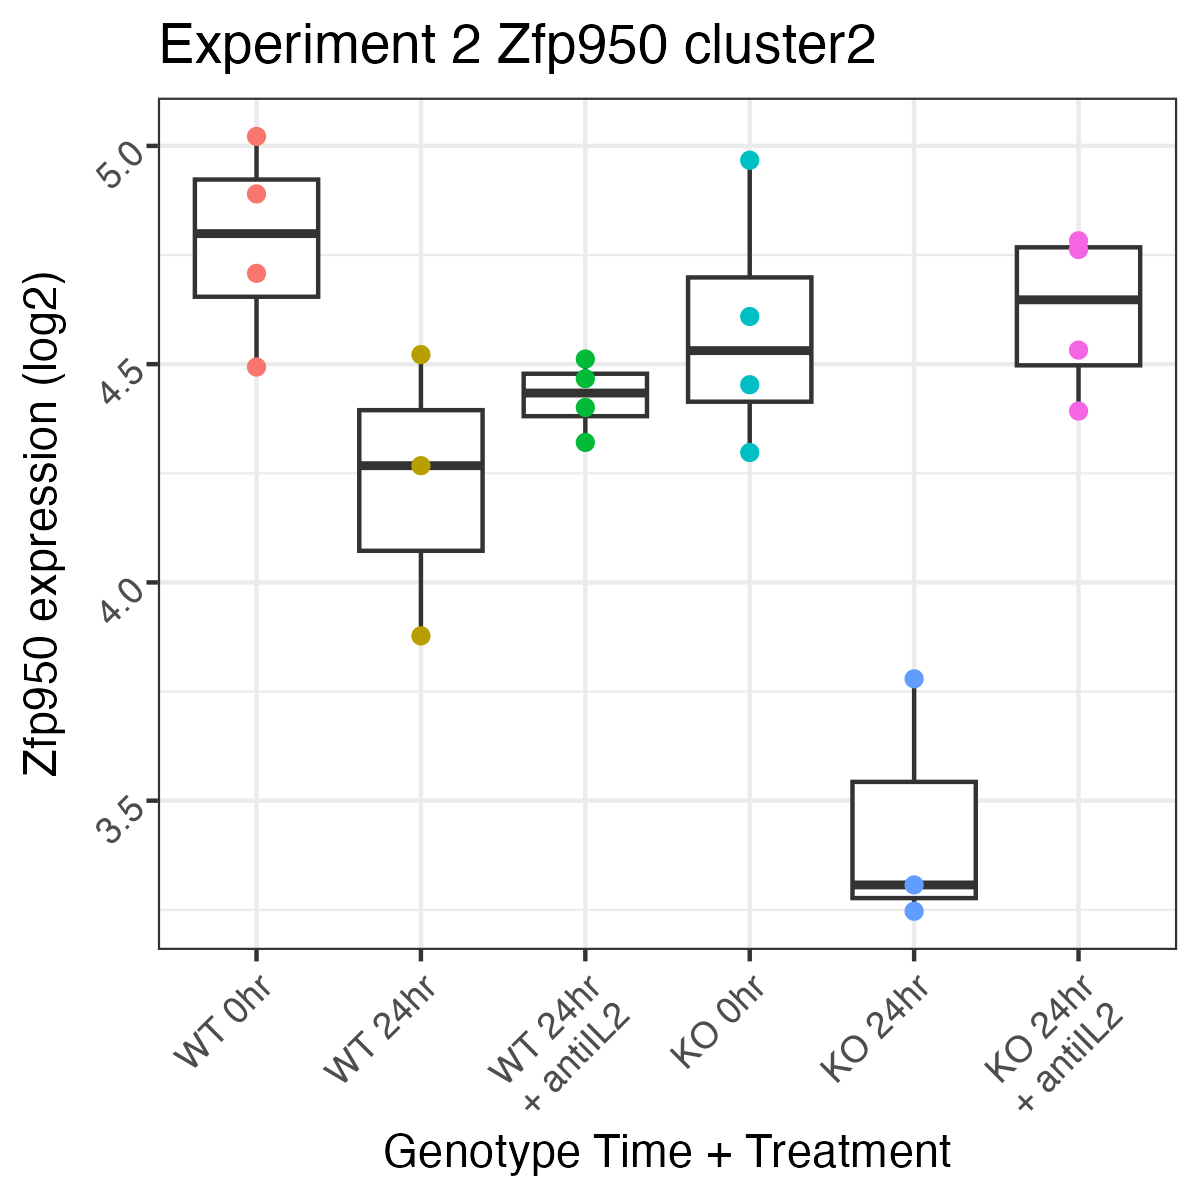 Experiment 2 Zfp950 cluster2
Zfp950 expression (log2)
5.0
4.5
4.0
3.5
WT 0hr
WT 24hr
WT 24hr
+ antiIL2
KO 0hr
KO 24hr
KO 24hr
+ antiIL2
Genotype Time + Treatment